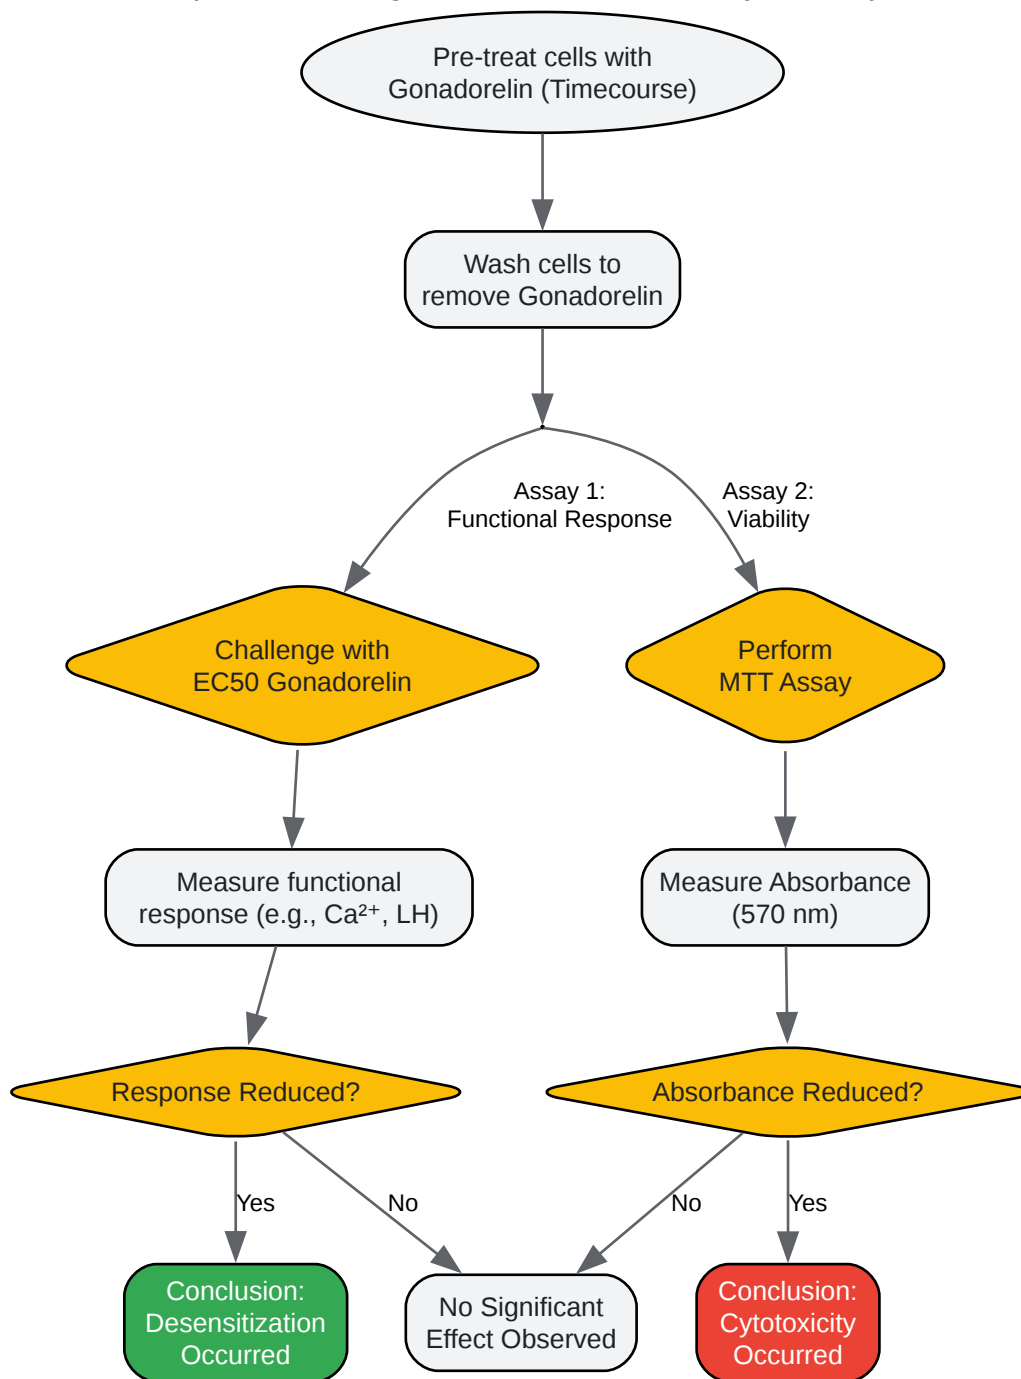 Pre-treat cells with
Gonadorelin (Timecourse)
Wash cells to
remove Gonadorelin
Assay 1:
Functional Response
Assay 2:
Viability
Challenge with
EC50 Gonadorelin
Perform
MTT Assay
Measure functional
response (e.g., Ca²⁺, LH)
Measure Absorbance
(570 nm)
Response Reduced?
Absorbance Reduced?
Yes
No
No
Yes
Conclusion:
Desensitization
Occurred
No Significant
Effect Observed
Conclusion:
Cytotoxicity
Occurred